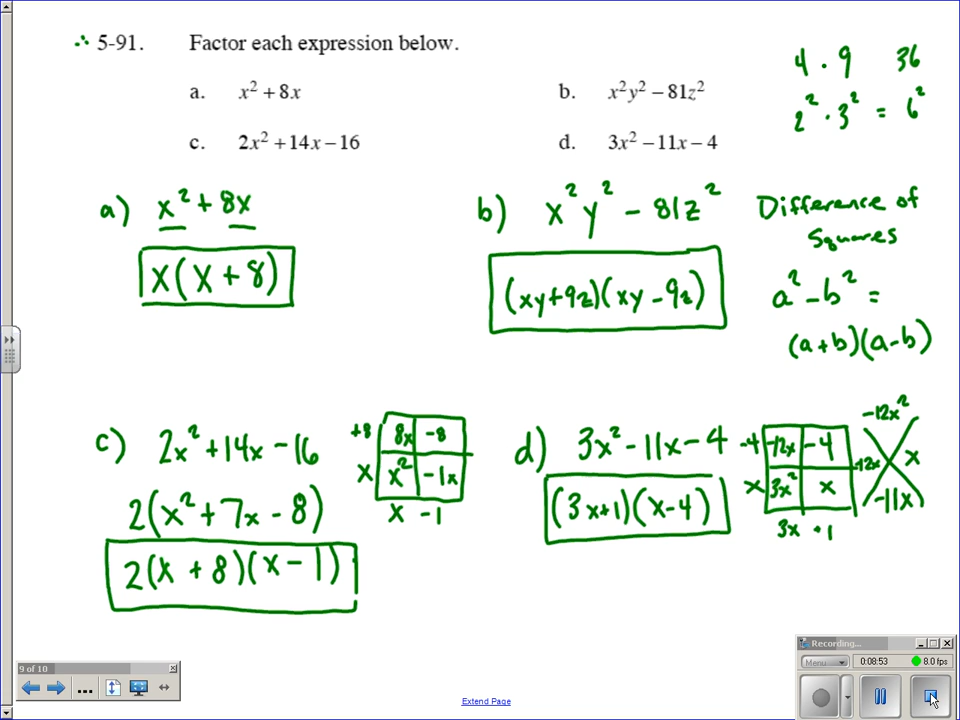 ∴ 5-91. Factor each expression below.
a. x² + 8x
b. x²y² − 81z²
c. 2x² + 14x − 16
d. 3x² − 11x − 4
4 · 9 36
2² · 3² = 6²
a) x² + 8x
x(x + 8)
b) x² y² − 81z²
(xy+9z)(xy − 9z)
Difference of
Squares
a² − b² =
(a+b)(a−b)
c) 2x² + 14x − 16
2(x² + 7x − 8)
2(x + 8)(x − 1)
+8 8x −8
x x² −1x
x −1
d) 3x² − 11x − 4
(3x+1)(x−4)
−4 −12x −4
x 3x² x
3x +1
−12x²
−12x x
−11x
9 of 10
...
Extend Page
Recording...
Menu
0:08:53
8.0 fps